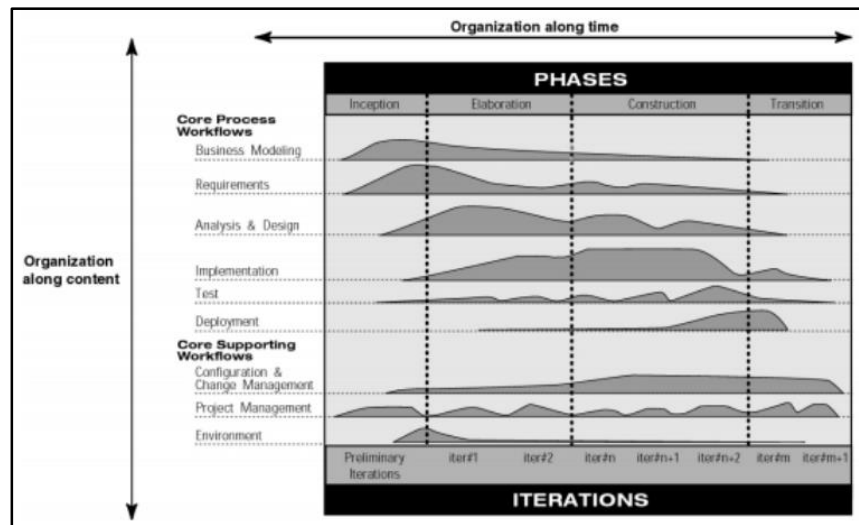 Organization along time
PHASES
Inception Elaboration Construction Transition
Core Process
Workflows
Business Modeling
Requirements
Analysis & Design
Organization
along content
Implementation
Test
Deployment
Core Supporting
Workflows
Configuration &
Change Management
Project Management
Environment
Preliminary
Iterations
iter#1 iter#2 iter#n iter#n+1 iter#n+2 iter#m iter#m+1
ITERATIONS